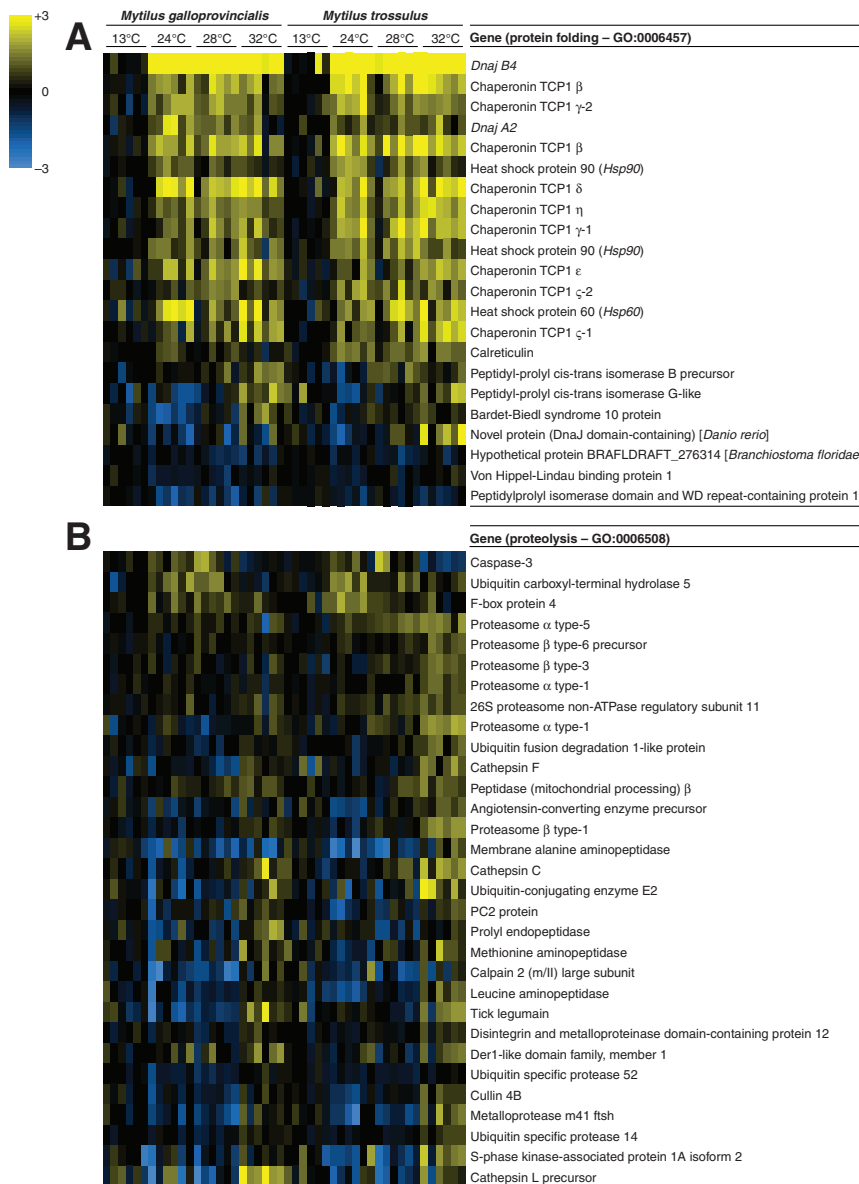 +3
0
–3
Mytilus galloprovincialis Mytilus trossulus
13°C 24°C 28°C 32°C 13°C 24°C 28°C 32°C
A
Gene (protein folding – GO:0006457)
Dnaj B4
Chaperonin TCP1 β
Chaperonin TCP1 γ-2
Dnaj A2
Chaperonin TCP1 β
Heat shock protein 90 (Hsp90)
Chaperonin TCP1 δ
Chaperonin TCP1 η
Chaperonin TCP1 γ-1
Heat shock protein 90 (Hsp90)
Chaperonin TCP1 ε
Chaperonin TCP1 ς-2
Heat shock protein 60 (Hsp60)
Chaperonin TCP1 ς-1
Calreticulin
Peptidyl-prolyl cis-trans isomerase B precursor
Peptidyl-prolyl cis-trans isomerase G-like
Bardet-Biedl syndrome 10 protein
Novel protein (DnaJ domain-containing) [Danio rerio]
Hypothetical protein BRAFLDRAFT_276314 [Branchiostoma floridae
Von Hippel-Lindau binding protein 1
Peptidylprolyl isomerase domain and WD repeat-containing protein 1
B
Gene (proteolysis – GO:0006508)
Caspase-3
Ubiquitin carboxyl-terminal hydrolase 5
F-box protein 4
Proteasome α type-5
Proteasome β type-6 precursor
Proteasome β type-3
Proteasome α type-1
26S proteasome non-ATPase regulatory subunit 11
Proteasome α type-1
Ubiquitin fusion degradation 1-like protein
Cathepsin F
Peptidase (mitochondrial processing) β
Angiotensin-converting enzyme precursor
Proteasome β type-1
Membrane alanine aminopeptidase
Cathepsin C
Ubiquitin-conjugating enzyme E2
PC2 protein
Prolyl endopeptidase
Methionine aminopeptidase
Calpain 2 (m/II) large subunit
Leucine aminopeptidase
Tick legumain
Disintegrin and metalloproteinase domain-containing protein 12
Der1-like domain family, member 1
Ubiquitin specific protease 52
Cullin 4B
Metalloprotease m41 ftsh
Ubiquitin specific protease 14
S-phase kinase-associated protein 1A isoform 2
Cathepsin L precursor